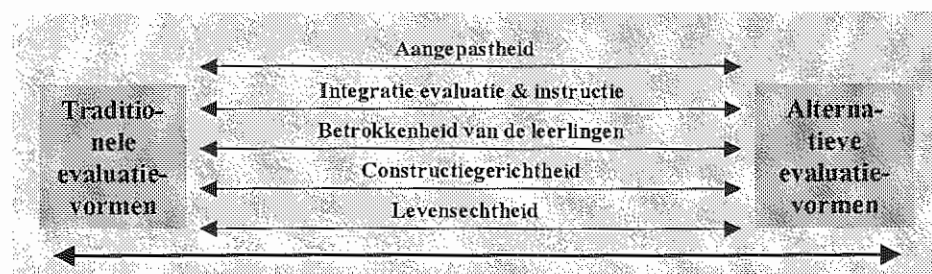 Aangepastheid
Integratie evaluatie & instructie
Betrokkenheid van de leerlingen
Constructiegerichtheid
Levensechtheid
Traditio-
nele
evaluatie-
vormen
Alterna-
tieve
evaluatie-
vormen